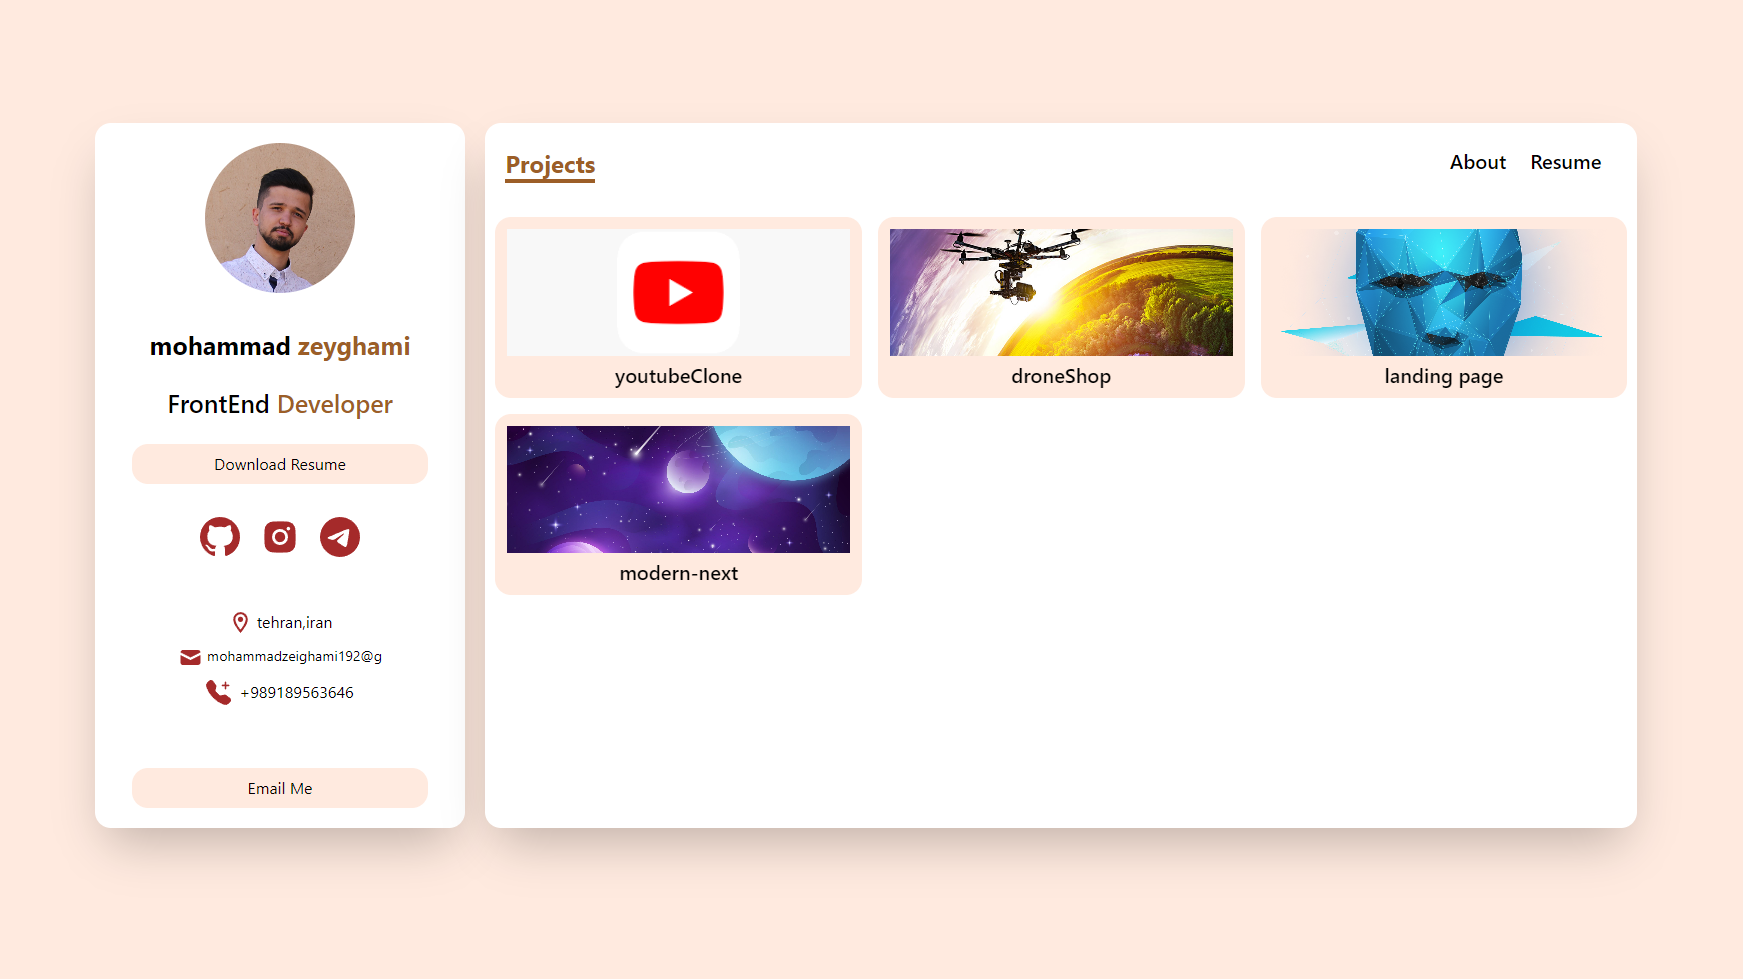 mohammad zeyghami
FrontEnd Developer
Download Resume
tehran,iran
mohammadzeighami192@g
+989189563646
Email Me
Projects
About
Resume
youtubeClone
droneShop
landing page
modern-next